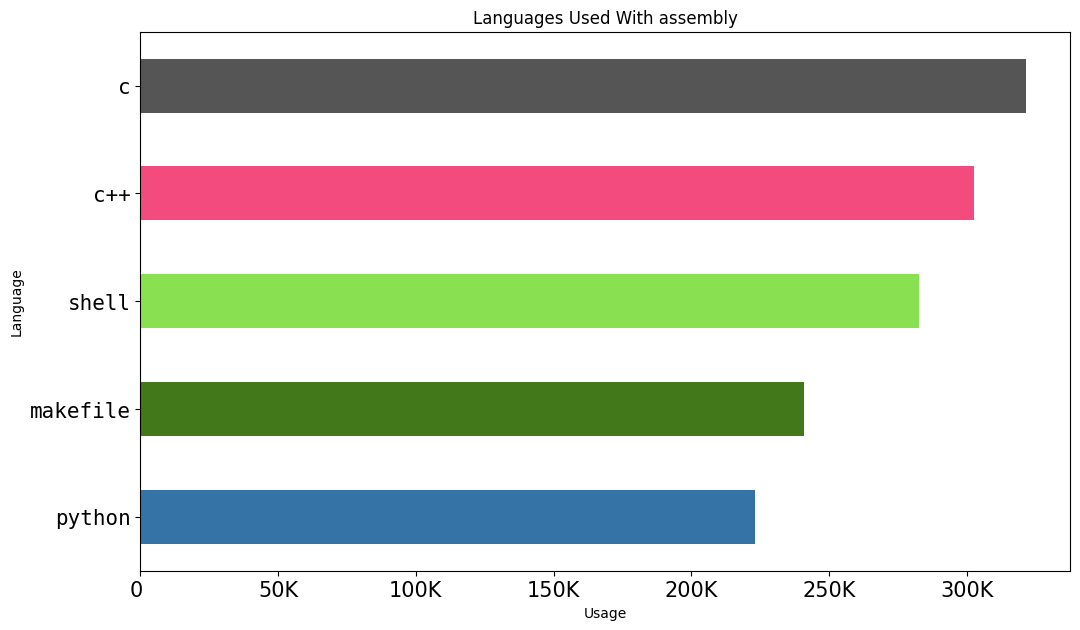 Languages Used With assembly
Language
c
c++
shell
makefile
python
0 50K 100K 150K 200K 250K 300K
Usage